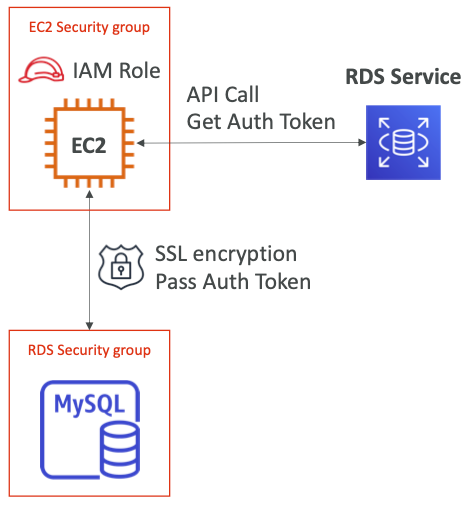 EC2 Security group
IAM Role
EC2
API Call
Get Auth Token
RDS Service
SSL encryption
Pass Auth Token
RDS Security group
MySQL